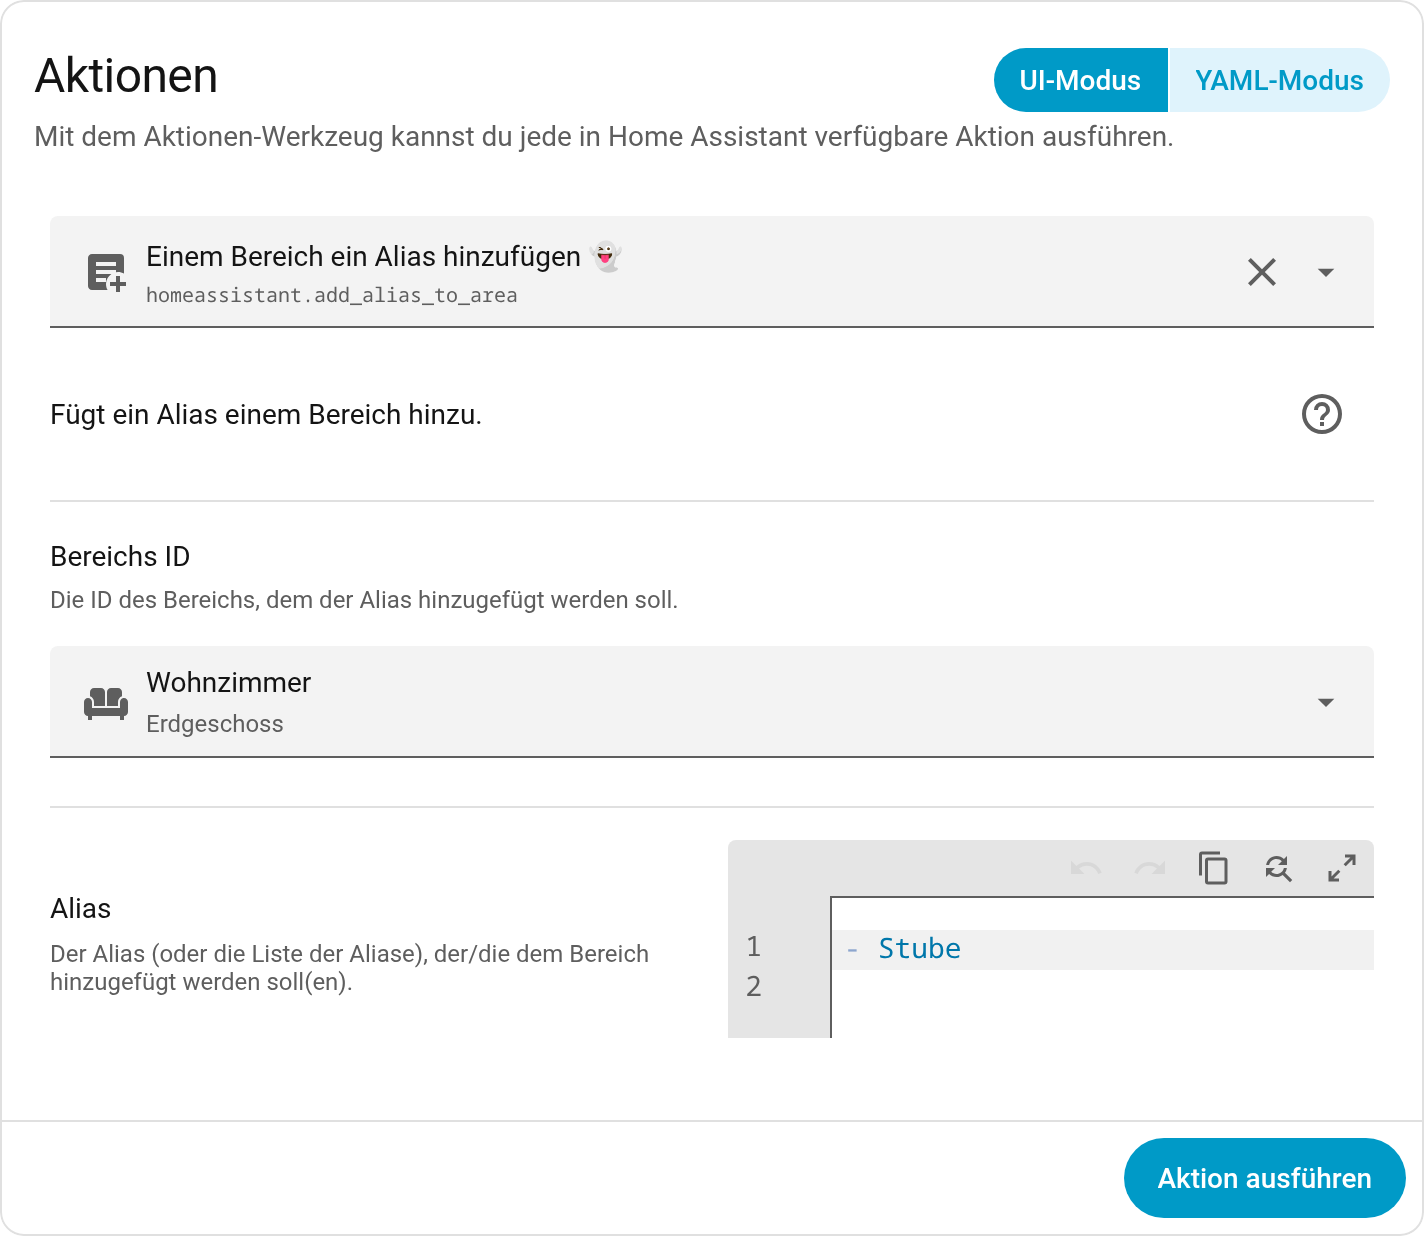 Aktionen
UI-Modus
YAML-Modus
Mit dem Aktionen-Werkzeug kannst du jede in Home Assistant verfügbare Aktion ausführen.
Einem Bereich ein Alias hinzufügen 👻
homeassistant.add_alias_to_area
Fügt ein Alias einem Bereich hinzu.
Bereichs ID
Die ID des Bereichs, dem der Alias hinzugefügt werden soll.
Wohnzimmer
Erdgeschoss
Alias
Der Alias (oder die Liste der Aliase), der/die dem Bereich
hinzugefügt werden soll(en).
1 - Stube
2
Aktion ausführen